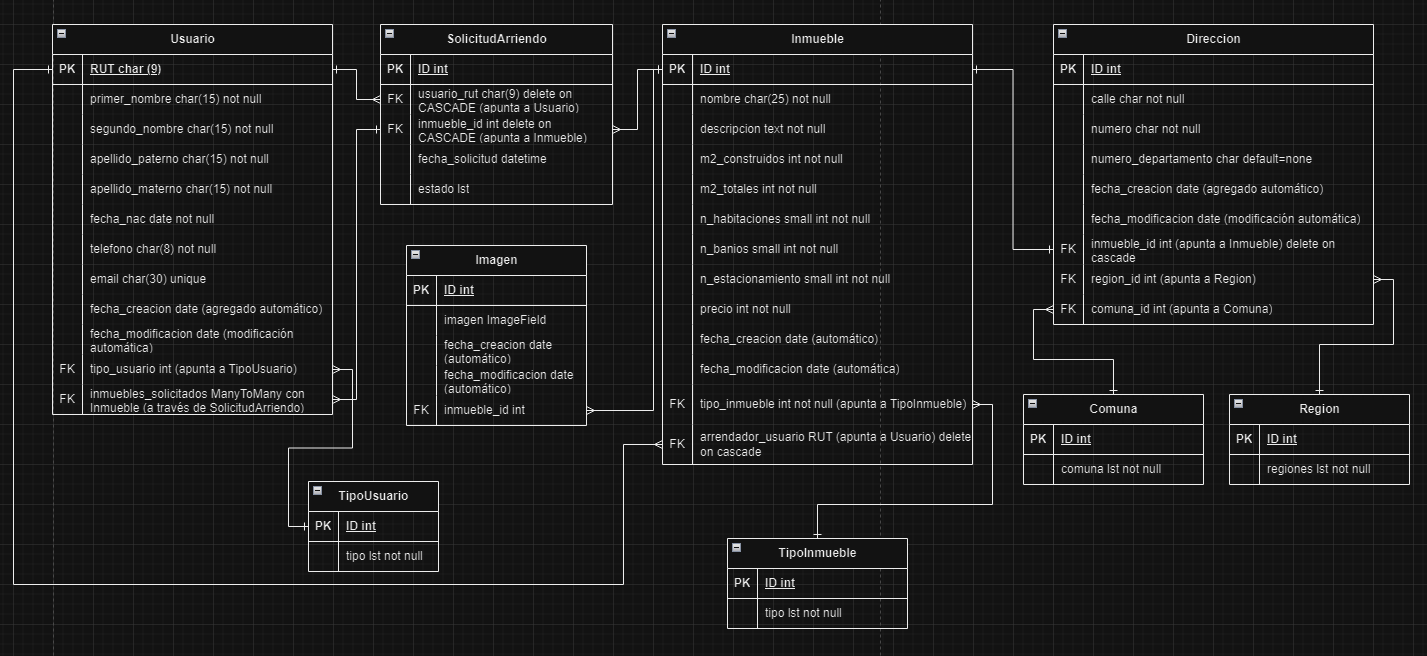 Usuario
PK RUT char (9)
primer_nombre char(15) not null
segundo_nombre char(15) not null
apellido_paterno char(15) not null
apellido_materno char(15) not null
fecha_nac date not null
telefono char(8) not null
email char(30) unique
fecha_creacion date (agregado automático)
fecha_modificacion date (modificación
automática)
FK tipo_usuario int (apunta a TipoUsuario)
FK inmuebles_solicitados ManyToMany con
Inmueble (a través de SolicitudArriendo)
SolicitudArriendo
PK ID int
FK usuario_rut char(9) delete on
CASCADE (apunta a Usuario)
FK inmueble_id int delete on
CASCADE (apunta a Inmueble)
fecha_solicitud datetime
estado lst
Imagen
PK ID int
imagen ImageField
fecha_creacion date
(automático)
fecha_modificacion date
(automático)
FK inmueble_id int
TipoUsuario
PK ID int
tipo lst not null
Inmueble
PK ID int
nombre char(25) not null
descripcion text not null
m2_construidos int not null
m2_totales int not null
n_habitaciones small int not null
n_banios small int not null
n_estacionamiento small int not null
precio int not null
fecha_creacion date (automático)
fecha_modificacion date (automática)
FK tipo_inmueble int not null (apunta a TipoInmueble)
FK arrendador_usuario RUT (apunta a Usuario) delete
on cascade
TipoInmueble
PK ID int
tipo lst not null
Direccion
PK ID int
calle char not null
numero char not null
numero_departamento char default=none
fecha_creacion date (agregado automático)
fecha_modificacion date (modificación automática)
FK inmueble_id int (apunta a Inmueble) delete on
cascade
FK region_id int (apunta a Region)
FK comuna_id int (apunta a Comuna)
Comuna
PK ID int
comuna lst not null
Region
PK ID int
regiones lst not null